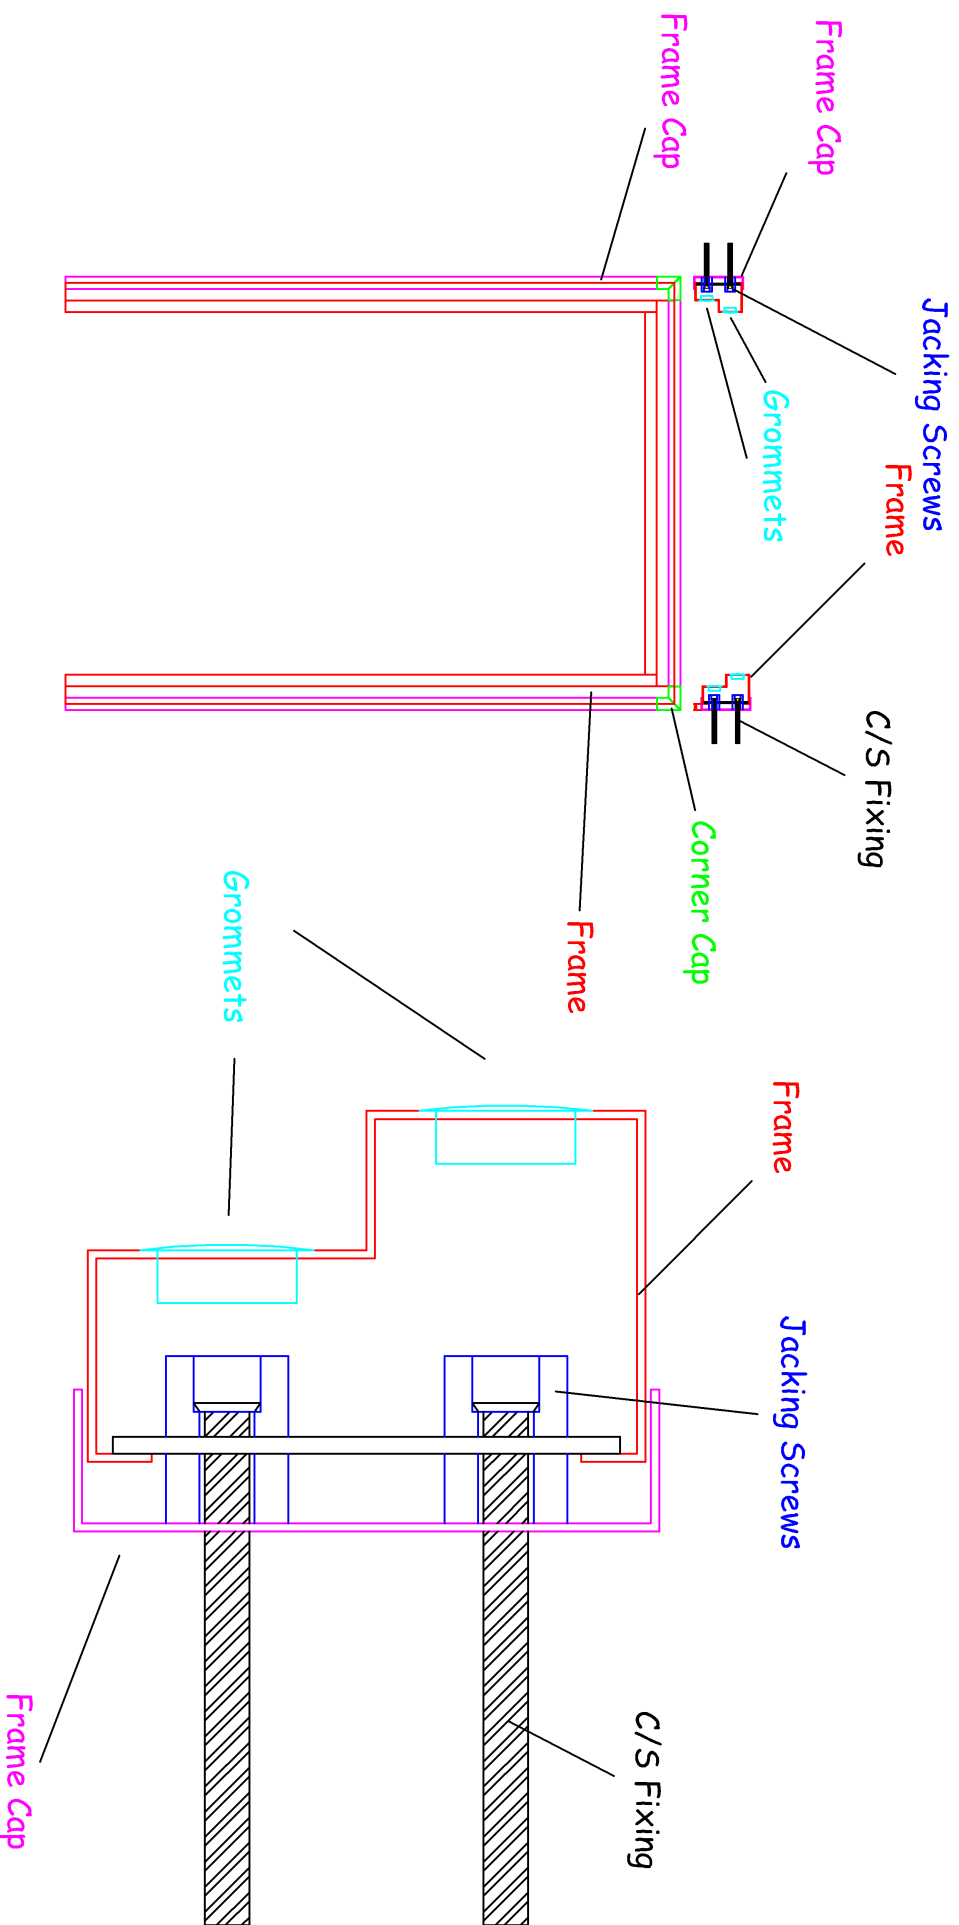 Jacking Screws
Frame
C/S Fixing
Frame Cap
Grommets
Corner Cap
Frame Cap
Frame
Jacking Screws
Frame
C/S Fixing
Grommets
Frame Cap